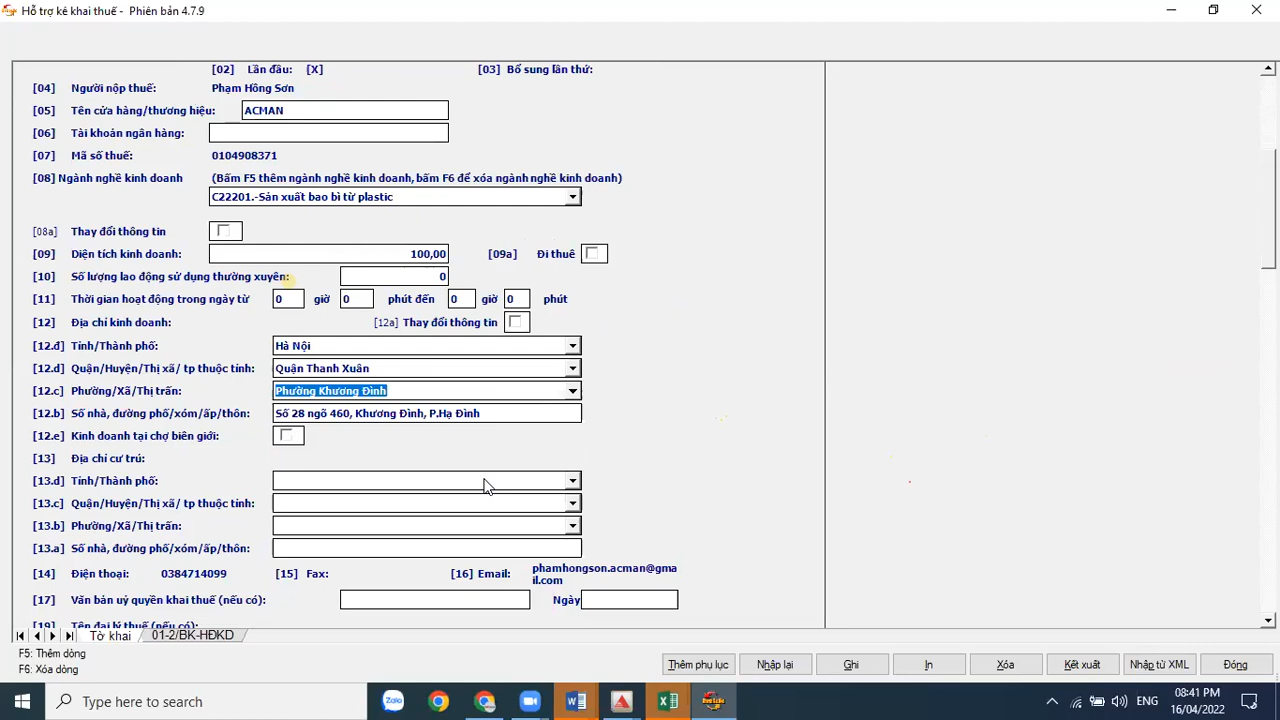 Hỗ trợ kê khai thuế - Phiên bản 4.7.9
[02] Lần đầu: [X] [03] Bổ sung lần thứ:
[04] Người nộp thuế: Phạm Hồng Sơn
[05] Tên cửa hàng/thương hiệu: ACMAN
[06] Tài khoản ngân hàng:
[07] Mã số thuế: 0104908371
[08] Ngành nghề kinh doanh (Bấm F5 thêm ngành nghề kinh doanh, bấm F6 để xóa ngành nghề kinh doanh)
C22201.-Sản xuất bao bì từ plastic
[08a] Thay đổi thông tin
[09] Diện tích kinh doanh: 100,00 [09a] Đi thuê
[10] Số lượng lao động sử dụng thường xuyên: 0
[11] Thời gian hoạt động trong ngày từ 0 giờ 0 phút đến 0 giờ 0 phút
[12] Địa chỉ kinh doanh: [12a] Thay đổi thông tin
[12.đ] Tỉnh/Thành phố: Hà Nội
[12.d] Quận/Huyện/Thị xã/ tp thuộc tỉnh: Quận Thanh Xuân
[12.c] Phường/Xã/Thị trấn: Phường Khương Đình
[12.b] Số nhà, đường phố/xóm/ấp/thôn: Số 28 ngõ 460, Khương Đình, P.Hạ Đình
[12.e] Kinh doanh tại chợ biên giới:
[13] Địa chỉ cư trú:
[13.d] Tỉnh/Thành phố:
[13.c] Quận/Huyện/Thị xã/ tp thuộc tỉnh:
[13.b] Phường/Xã/Thị trấn:
[13.a] Số nhà, đường phố/xóm/ấp/thôn:
[14] Điện thoại: 0384714099 [15] Fax: [16] Email: phamhongson.acman@gma
il.com
[17] Văn bản uỷ quyền khai thuế (nếu có): Ngày
[19] Tên đại lý thuế (nếu có):
Tờ khai 01-2/BK-HĐKD
F5: Thêm dòng
F6: Xóa dòng
Thêm phụ lục Nhập lại Ghi In Xóa Kết xuất Nhập từ XML Đóng
Type here to search
Zalo
ENG
08:41 PM
16/04/2022